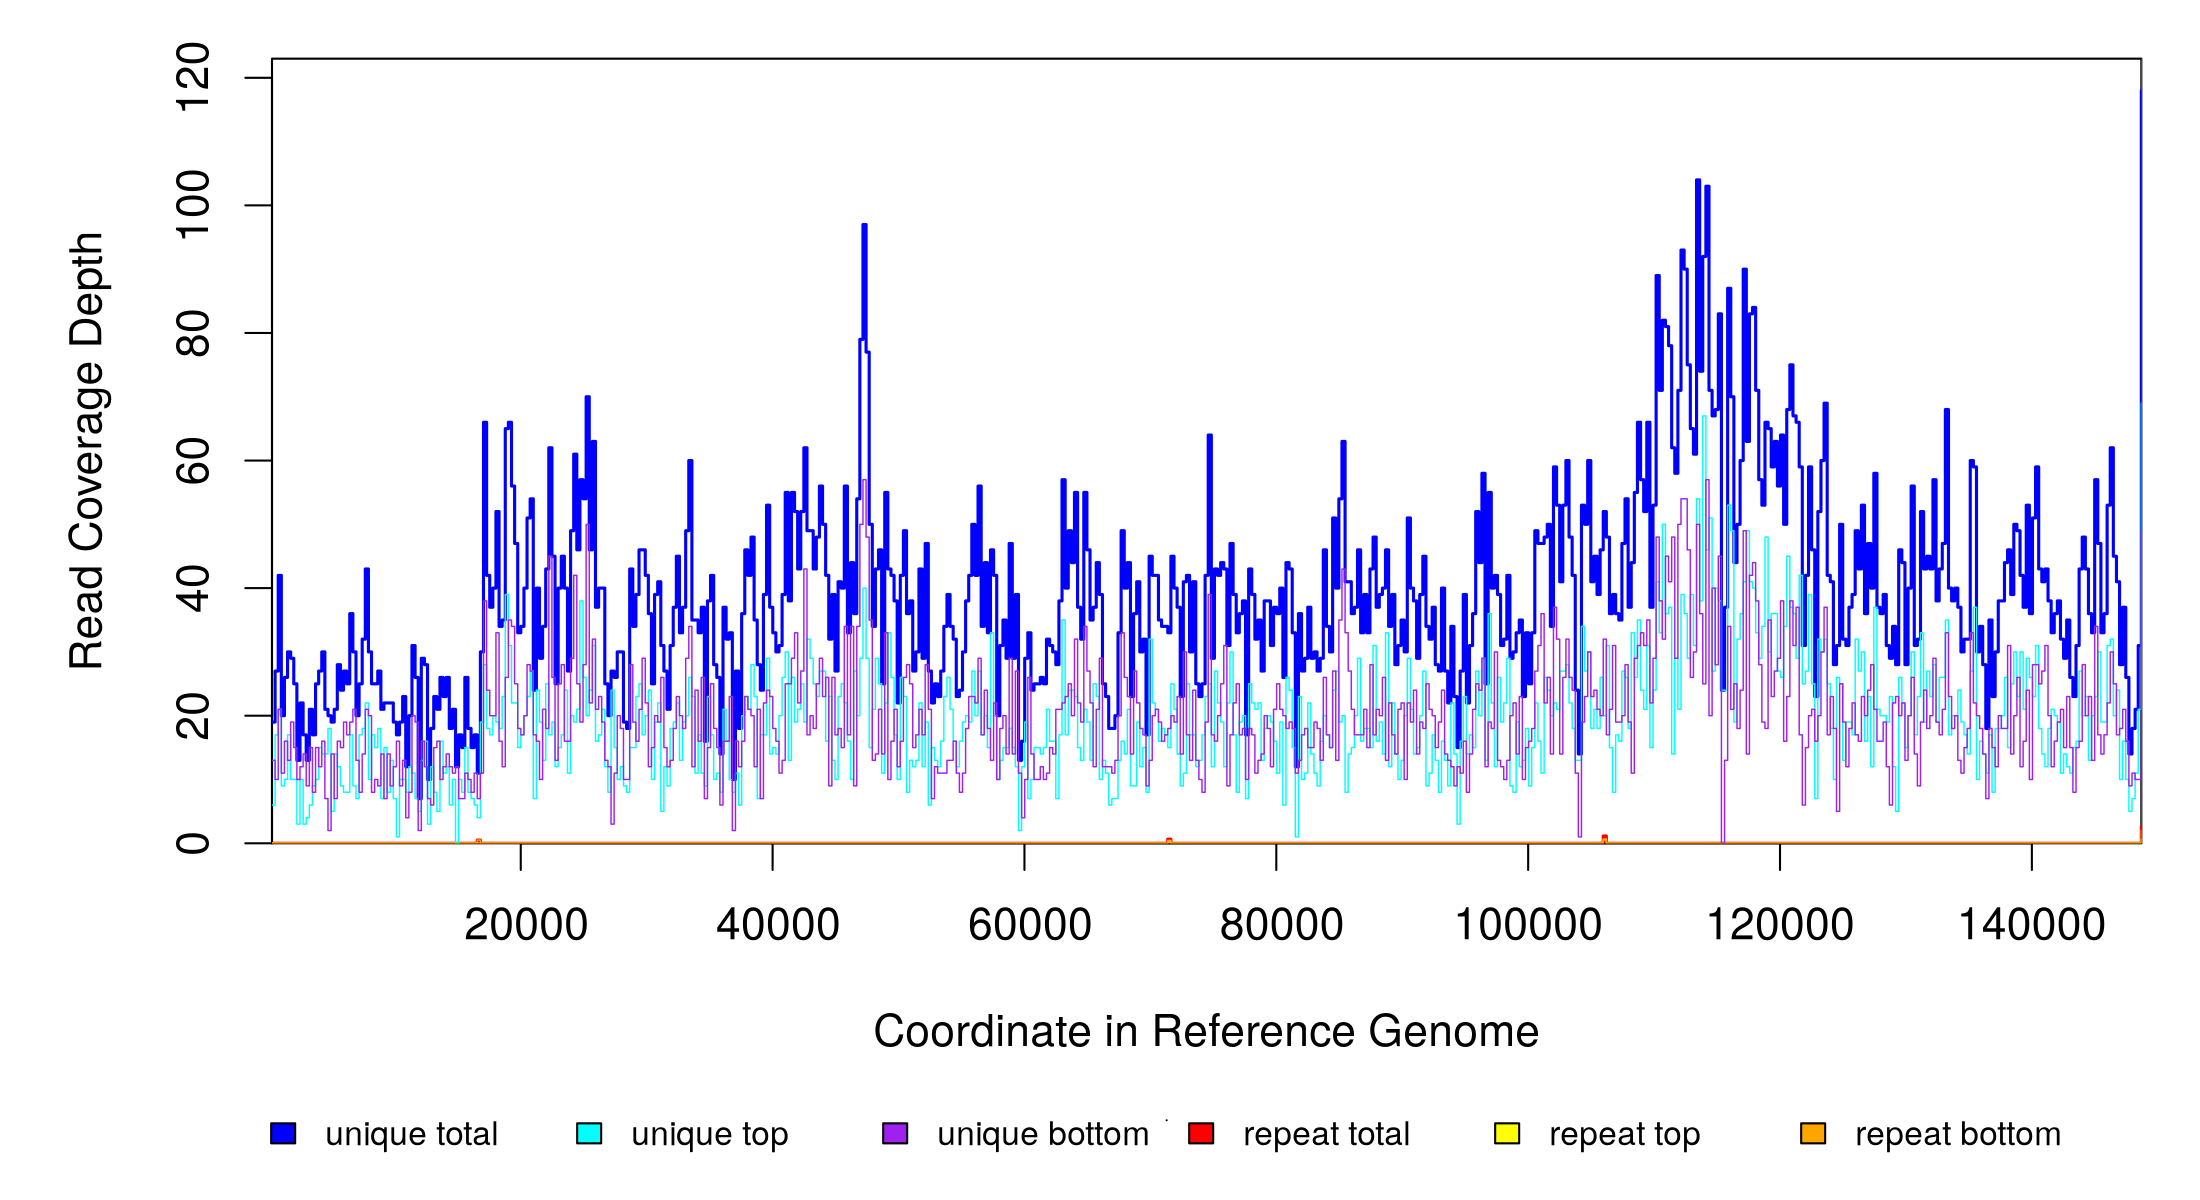 120
100
80
60
40
20
0
Read Coverage Depth
20000 40000 60000 80000 100000 120000 140000
Coordinate in Reference Genome
unique total unique top unique bottom repeat total repeat top repeat bottom